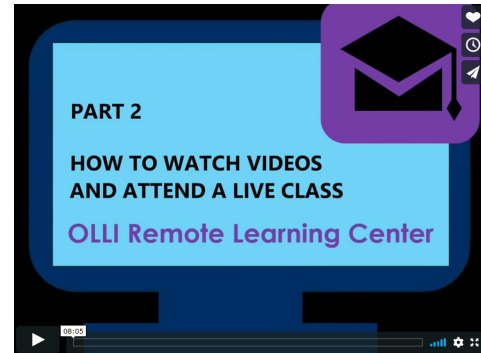 PART 2
HOW TO WATCH VIDEOS
AND ATTEND A LIVE CLASS
OLLI Remote Learning Center
08:05